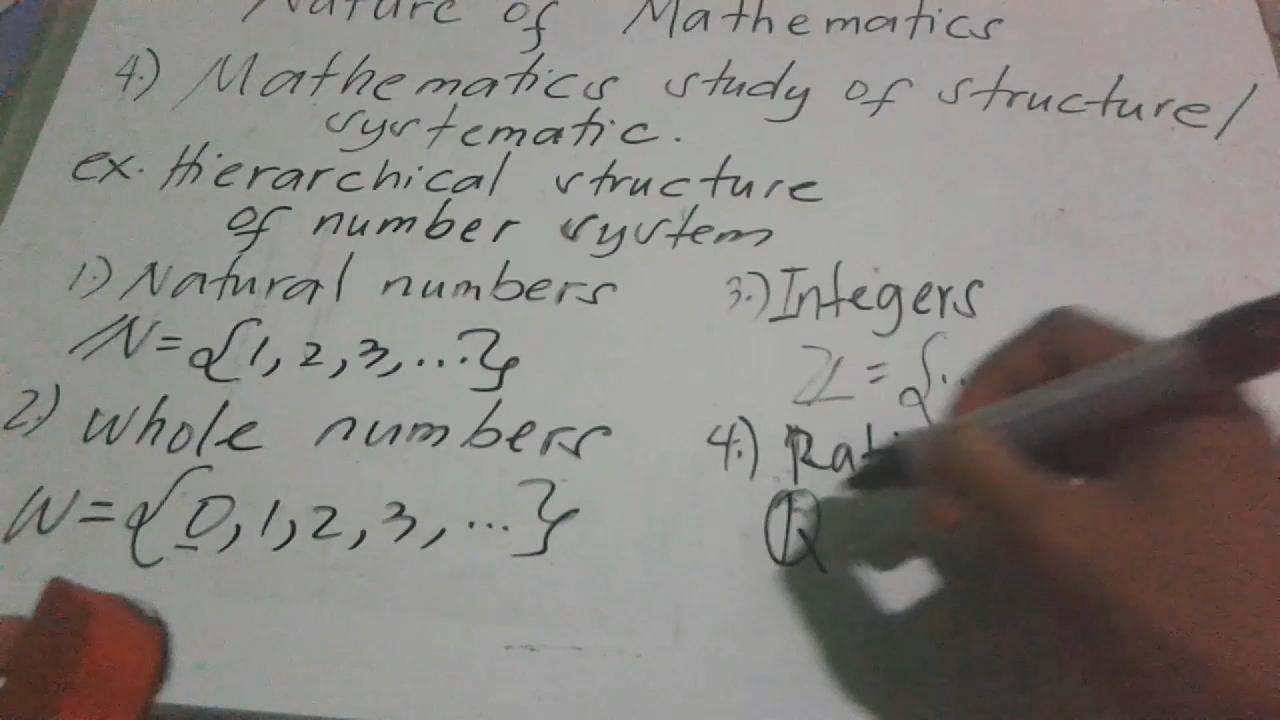 Nature of Mathematics
4.) Mathematics study of structure/
systematic.
ex. Hierarchical structure
of number system
1.) Natural numbers
N={1,2,3,...}
2.) Whole numbers
W={0,1,2,3,...}
3.) Integers
Z={..
4.) Rati
Q